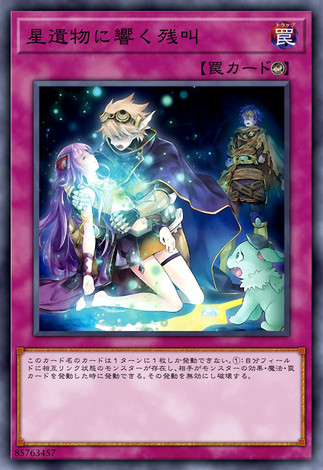 星遺物に響く残叫
トラップ
罠
【罠カード】
このカード名のカードは１ターンに１枚しか発動できない。①：自分フィール
ドに相互リンク状態のモンスターが存在し、相手がモンスターの効果・魔法・罠
カードを発動した時に発動できる。その発動を無効にし破壊する。
85763457